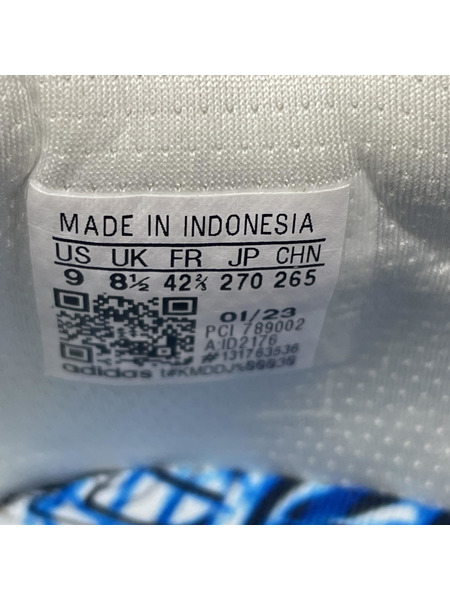 MADE IN INDONESIA
US UK FR JP CHN
9 8½ 42⅔ 270 265
01/23
PCI 789002
A:ID2176
#131763536
adidas